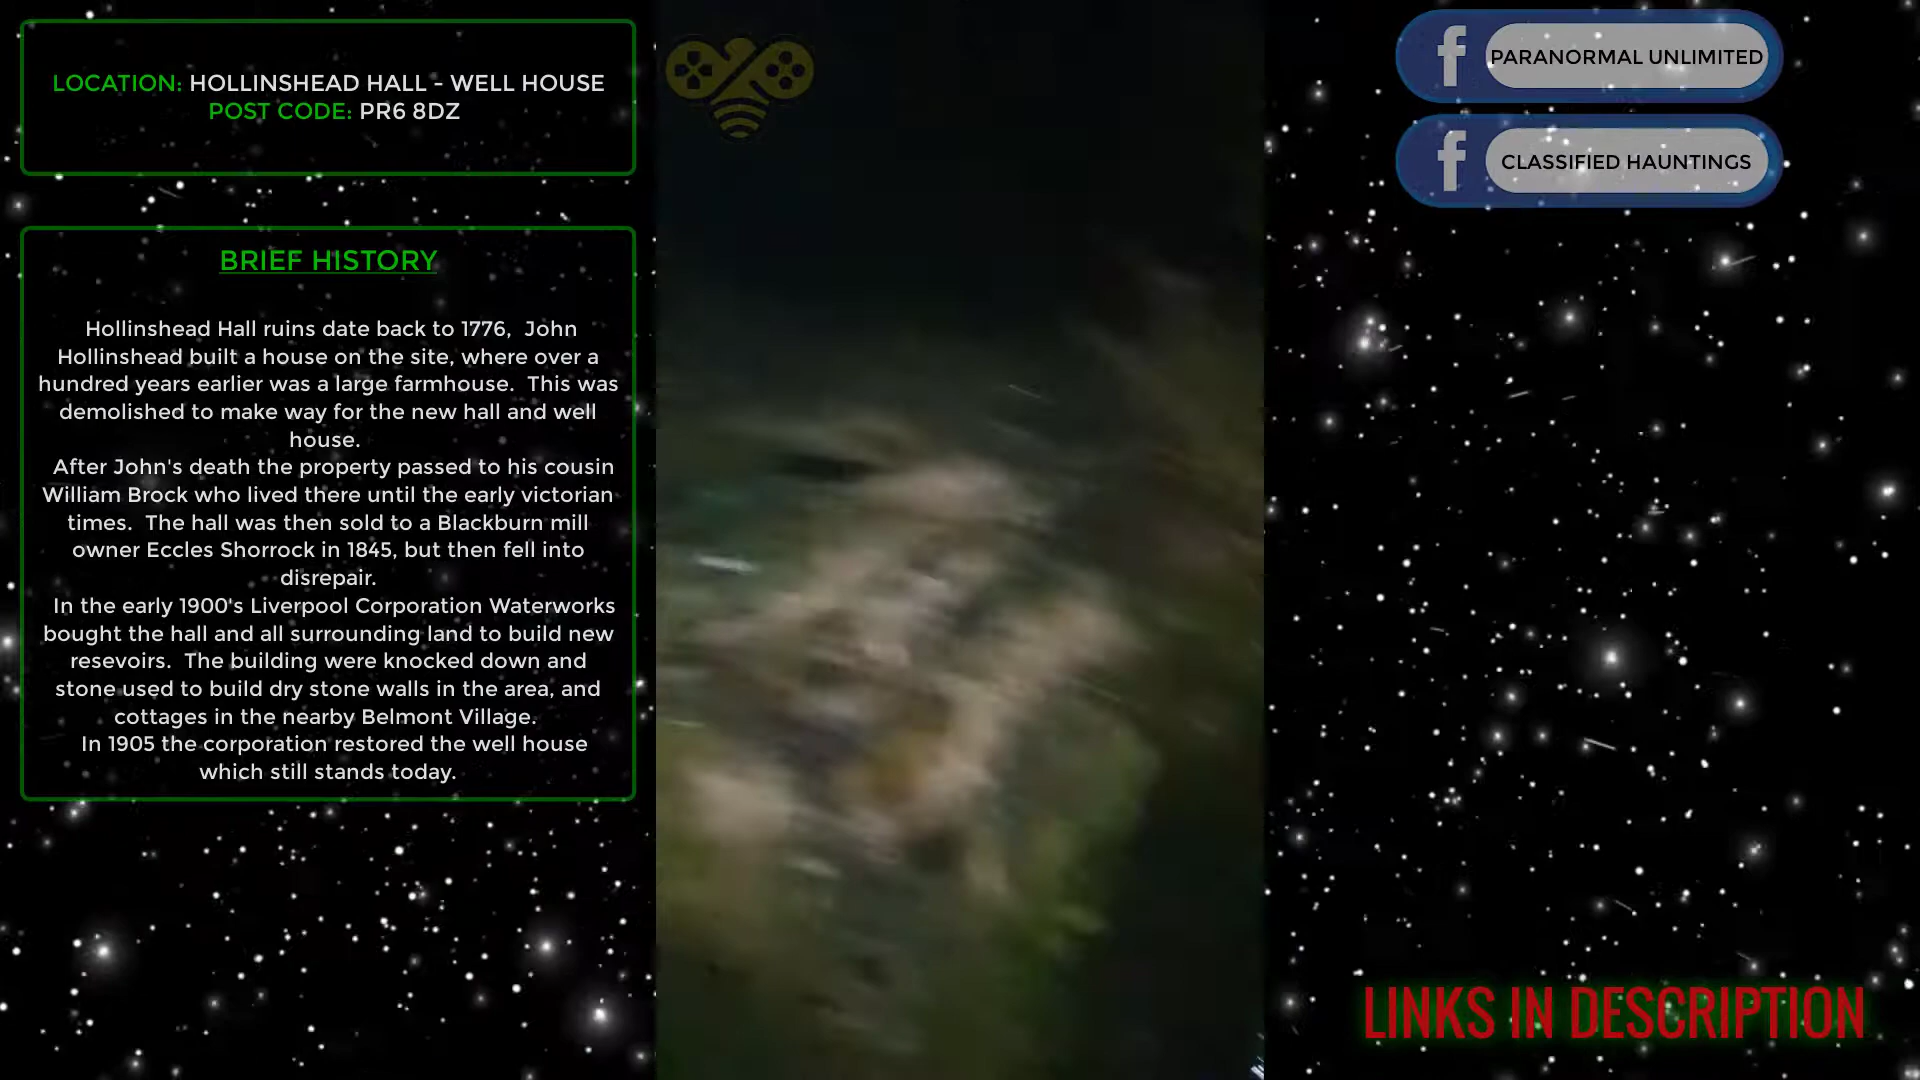 LOCATION: HOLLINSHEAD HALL - WELL HOUSE
POST CODE: PR6 8DZ
BRIEF HISTORY
Hollinshead Hall ruins date back to 1776, John
Hollinshead built a house on the site, where over a
hundred years earlier was a large farmhouse. This was
demolished to make way for the new hall and well
house.
After John's death the property passed to his cousin
William Brock who lived there until the early victorian
times. The hall was then sold to a Blackburn mill
owner Eccles Shorrock in 1845, but then fell into
disrepair.
In the early 1900's Liverpool Corporation Waterworks
bought the hall and all surrounding land to build new
resevoirs. The building were knocked down and
stone used to build dry stone walls in the area, and
cottages in the nearby Belmont Village.
In 1905 the corporation restored the well house
which still stands today.
f PARANORMAL UNLIMITED
f CLASSIFIED HAUNTINGS
LINKS IN DESCRIPTION